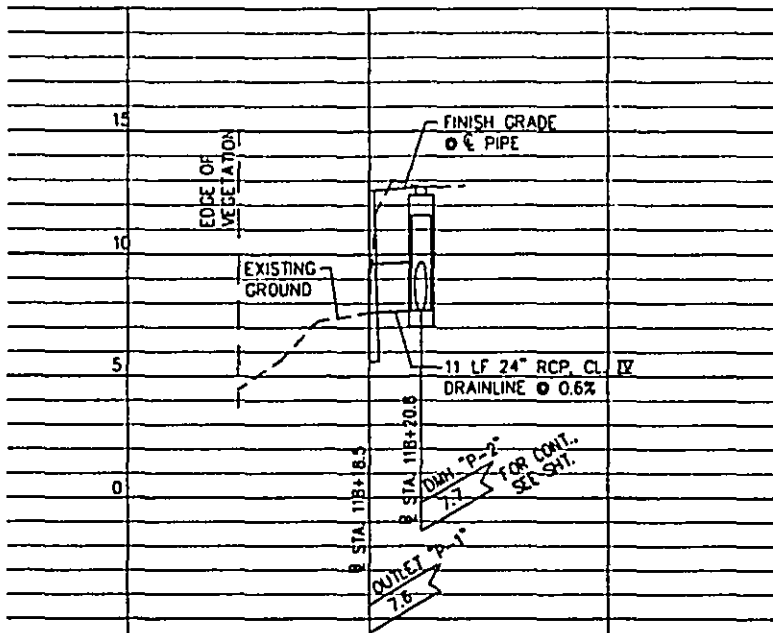 15
FINISH GRADE
@ ℄ PIPE
EDGE OF
VEGETATION
10
EXISTING
GROUND
5
11 LF 24" RCP, CL. IV
DRAINLINE @ 0.6%
0
STA. 118+18.5
STA. 118+20.8
DMH "P-2"
7.7
FOR CONT.,
SEE SHT.
OUTLET "P-1"
7.6